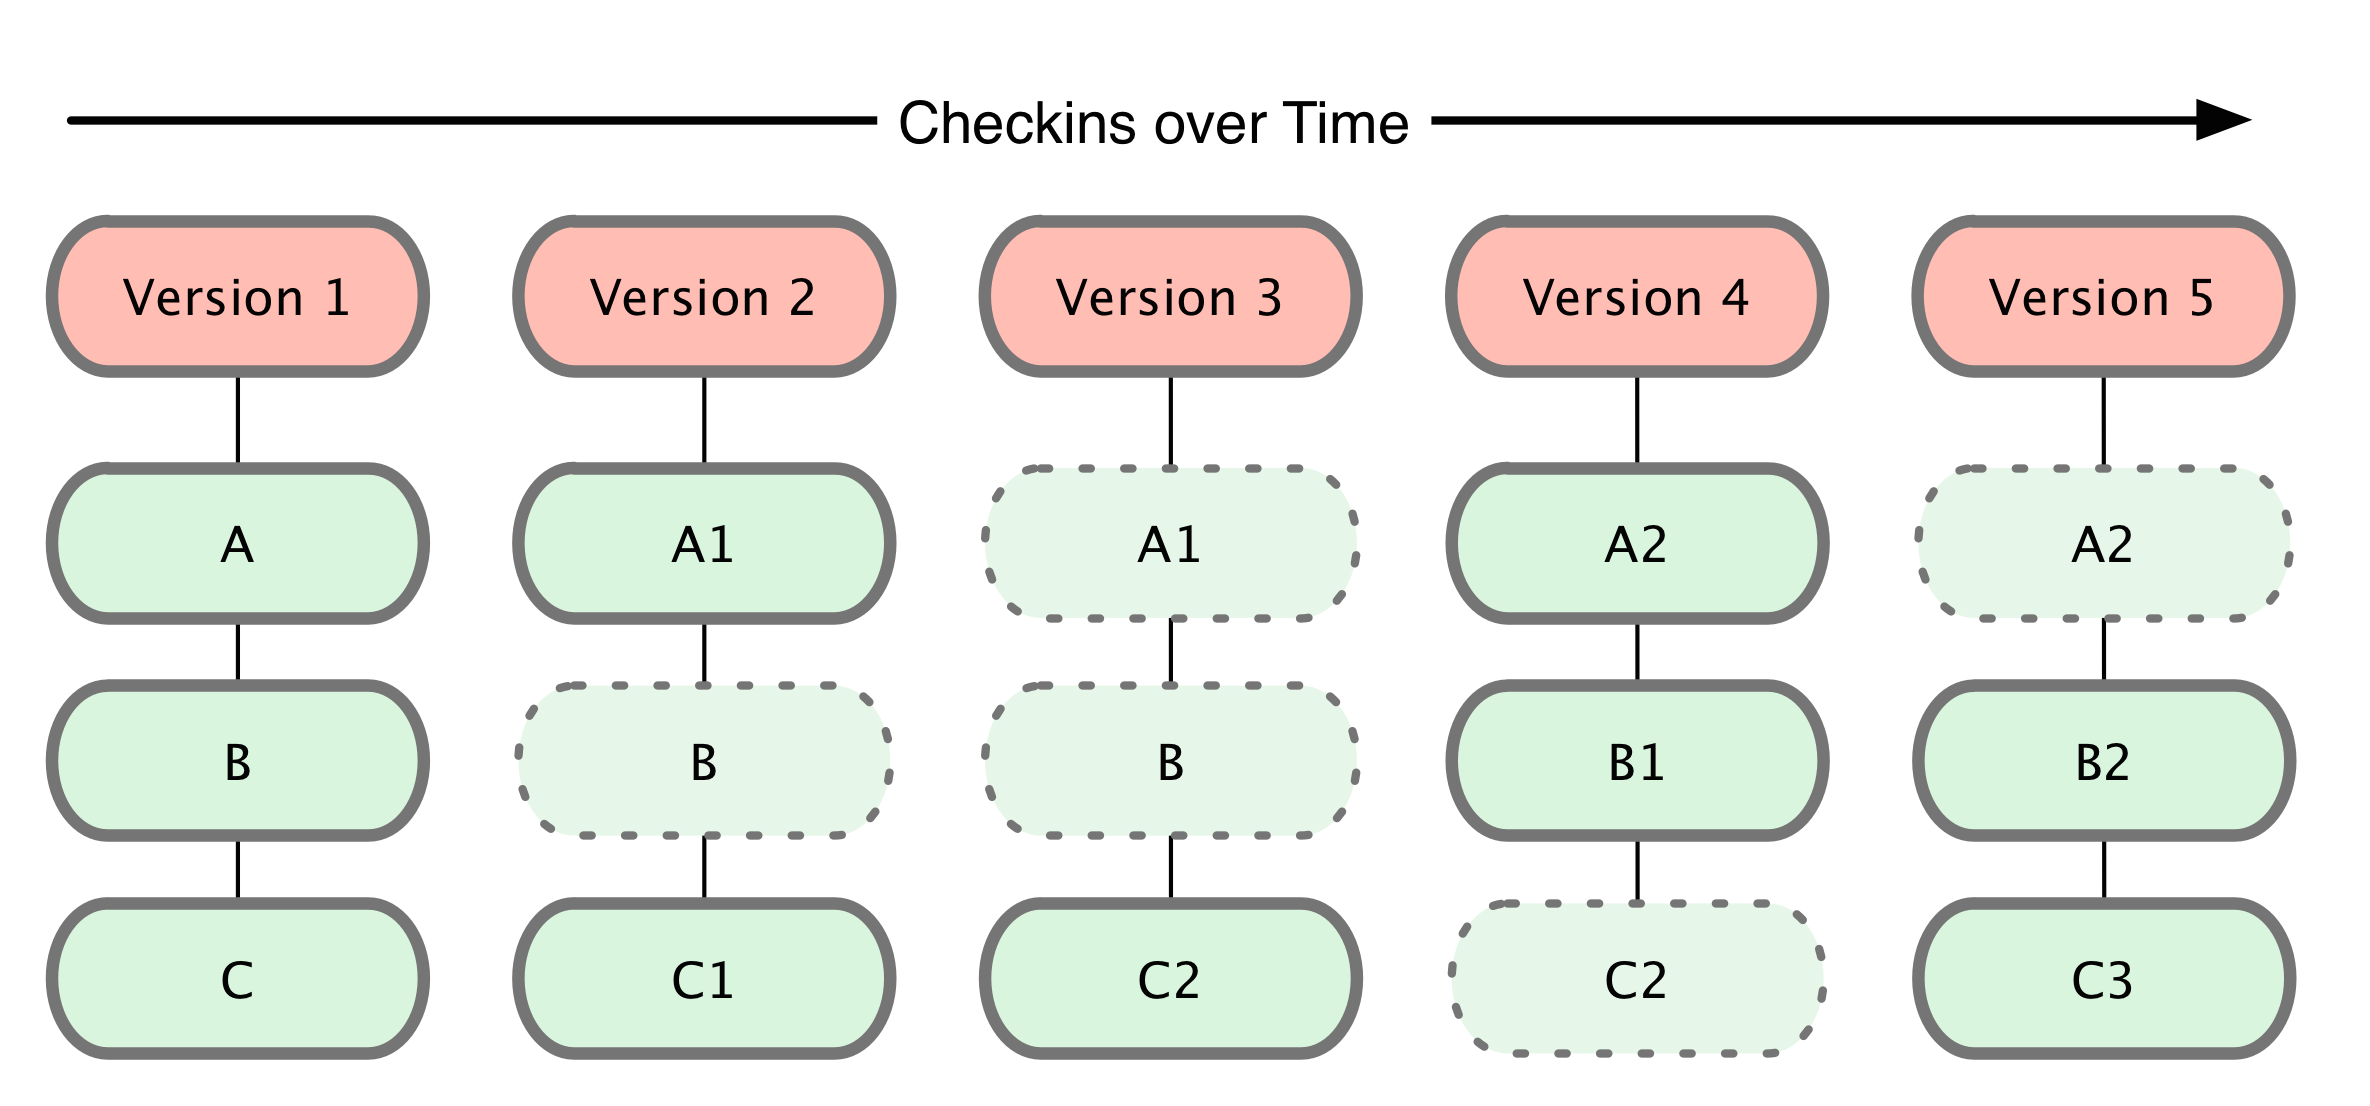 Checkins over Time
Version 1 Version 2 Version 3 Version 4 Version 5
A A1 A1 A2 A2
B B B B1 B2
C C1 C2 C2 C3